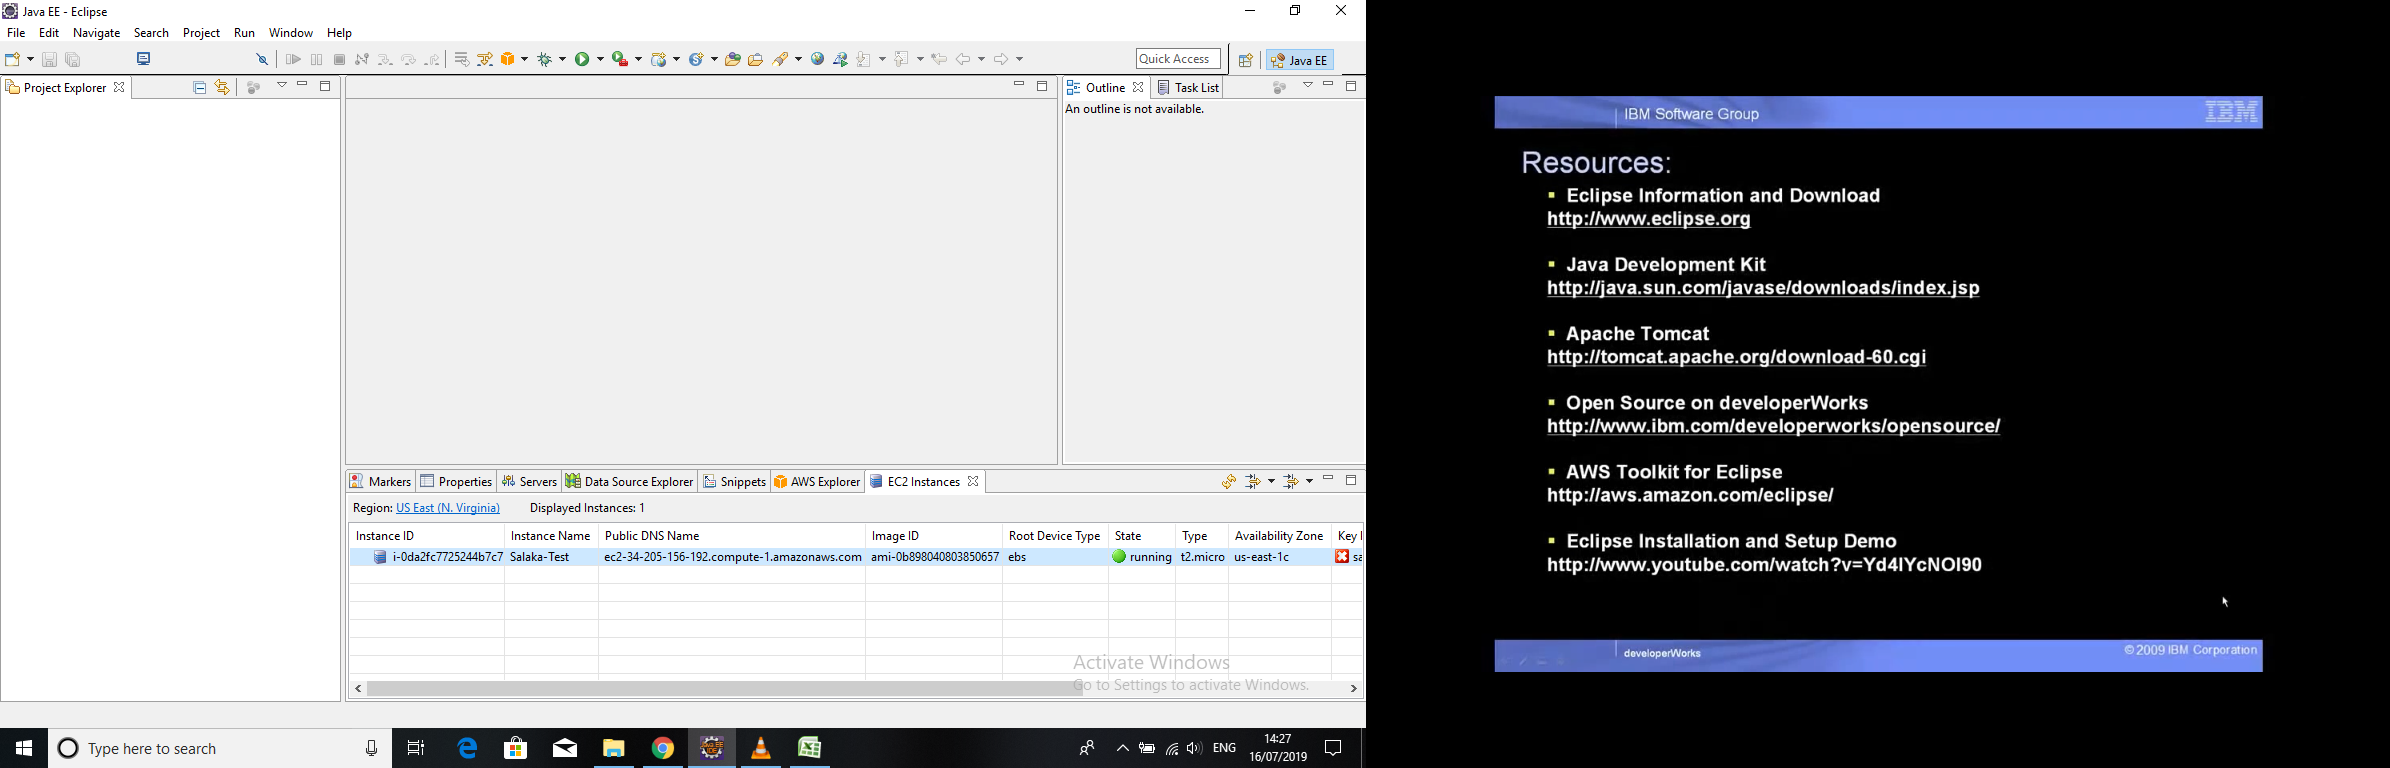 Java EE - Eclipse
File Edit Navigate Search Project Run Window Help
Quick Access
Java EE
Project Explorer
Outline Task List
An outline is not available.
Markers Properties Servers Data Source Explorer Snippets AWS Explorer EC2 Instances
Region: US East (N. Virginia) Displayed Instances: 1
Instance ID Instance Name Public DNS Name Image ID Root Device Type State Type Availability Zone Key
i-0da2fc7725244b7c7 Salaka-Test ec2-34-205-156-192.compute-1.amazonaws.com ami-0b898040803850657 ebs running t2.micro us-east-1c sa
Activate Windows
Go to Settings to activate Windows.
Type here to search
ENG
14:27
16/07/2019
IBM Software Group
IBM
Resources:
▪ Eclipse Information and Download
http://www.eclipse.org
▪ Java Development Kit
http://java.sun.com/javase/downloads/index.jsp
▪ Apache Tomcat
http://tomcat.apache.org/download-60.cgi
▪ Open Source on developerWorks
http://www.ibm.com/developerworks/opensource/
▪ AWS Toolkit for Eclipse
http://aws.amazon.com/eclipse/
▪ Eclipse Installation and Setup Demo
http://www.youtube.com/watch?v=Yd4IYcNOI90
developerWorks
© 2009 IBM Corporation